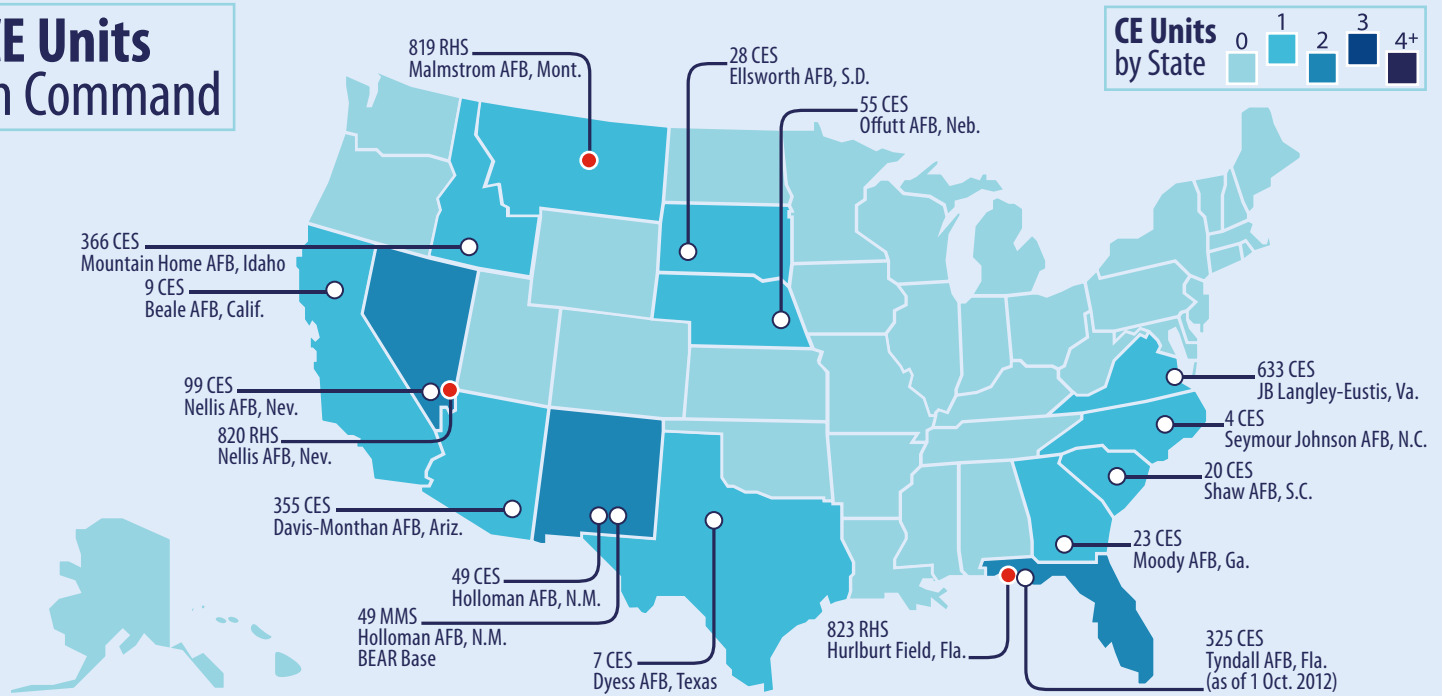 CE Units
n Command
CE Units
by State
0
1
2
3
4+
819 RHS
Malmstrom AFB, Mont.
28 CES
Ellsworth AFB, S.D.
55 CES
Offutt AFB, Neb.
366 CES
Mountain Home AFB, Idaho
9 CES
Beale AFB, Calif.
99 CES
Nellis AFB, Nev.
820 RHS
Nellis AFB, Nev.
355 CES
Davis-Monthan AFB, Ariz.
49 CES
Holloman AFB, N.M.
49 MMS
Holloman AFB, N.M.
BEAR Base
7 CES
Dyess AFB, Texas
823 RHS
Hurlburt Field, Fla.
633 CES
JB Langley-Eustis, Va.
4 CES
Seymour Johnson AFB, N.C.
20 CES
Shaw AFB, S.C.
23 CES
Moody AFB, Ga.
325 CES
Tyndall AFB, Fla.
(as of 1 Oct. 2012)